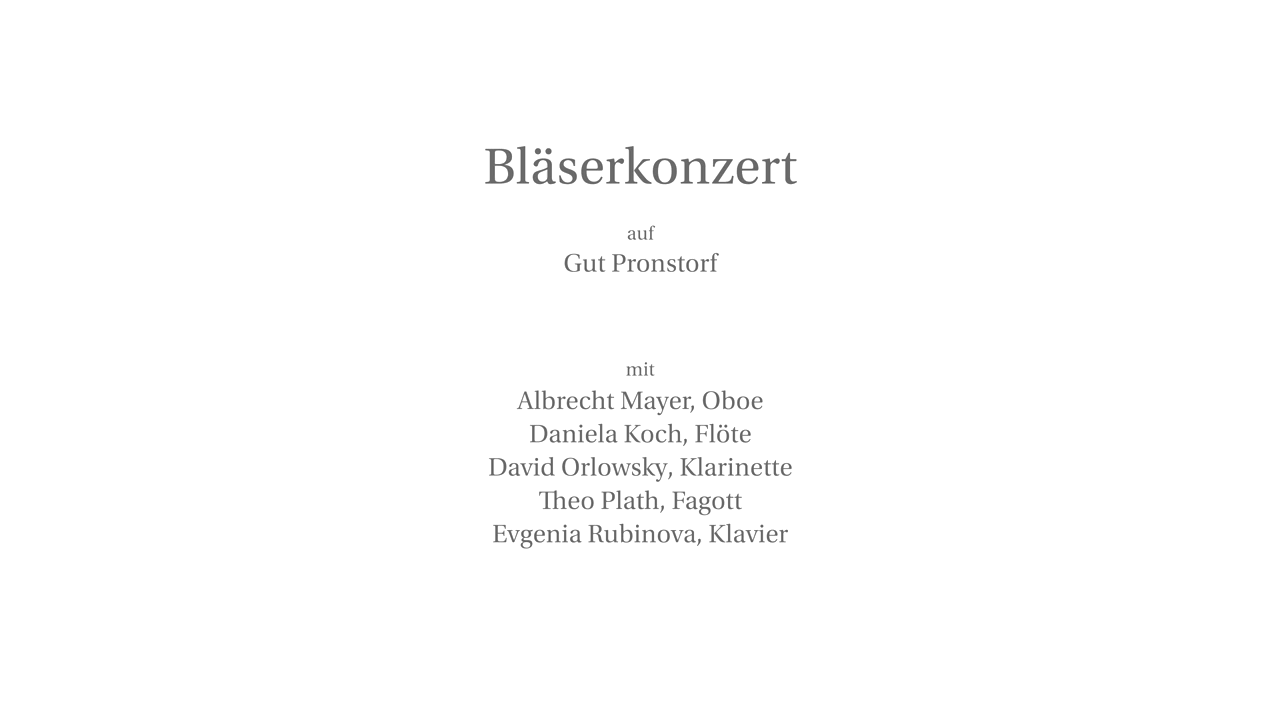 Bläserkonzert
auf
Gut Pronstorf
mit
Albrecht Mayer, Oboe
Daniela Koch, Flöte
David Orlowsky, Klarinette
Theo Plath, Fagott
Evgenia Rubinova, Klavier